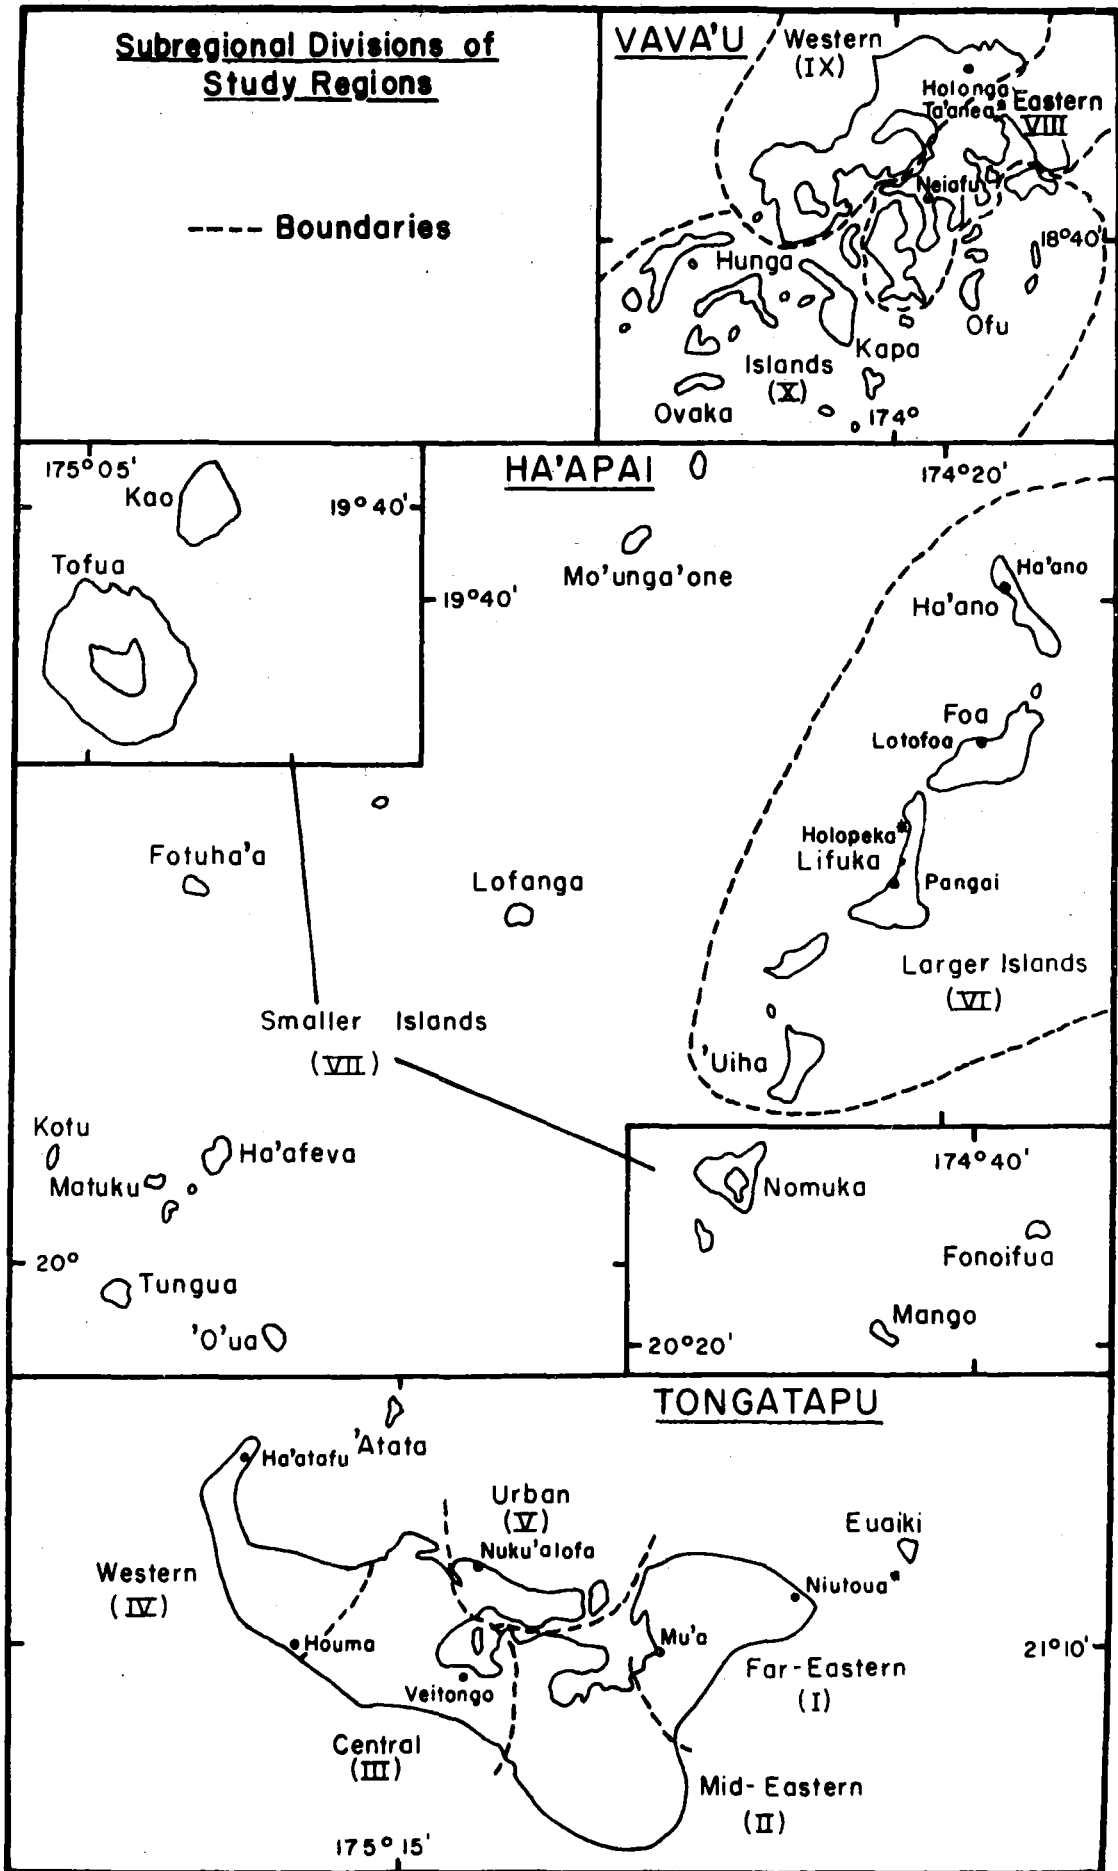 Subregional Divisions of
Study Regions
---- Boundaries
VAVA'U
Western
(IX)
Holonga
Ta'anea*
Eastern
VIII
Neiafu
18°40'
Hunga
Ofu
Kapa
Islands
(X)
Ovaka
174°
175°05'
Kao
19°40'
Tofua
HA'APAI
174°20'
Mo'unga'one
19°40'
Ha'ano
Ha'ano
Foa
Lotofoa
Holopeka*
Lifuka
Pangai
Fotuha'a
Lofanga
Larger Islands
(VI)
Smaller Islands
(VII)
'Uiha
Kotu
Ha'afeva
Matuku
20°
Tungua
'O'ua
174°40'
Nomuka
Fonoifua
Mango
20°20'
TONGATAPU
'Atata
Ha'atafu
Urban
(V)
Nuku'alofa
Euaiki
Western
(IV)
Niutoua*
Houma
Mu'a
21°10'
Veitongo
Far-Eastern
(I)
Central
(III)
Mid-Eastern
(II)
175°15'